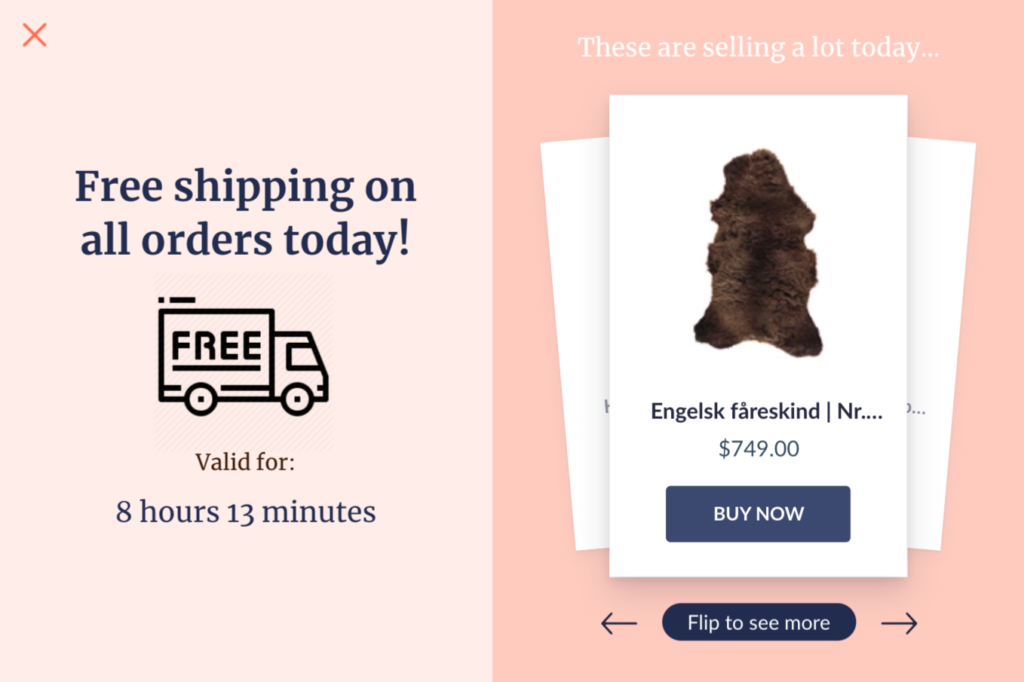 Free shipping on
all orders today!
FREE
Valid for:
8 hours 13 minutes
These are selling a lot today...
Engelsk fåreskind | Nr....
$749.00
BUY NOW
Flip to see more